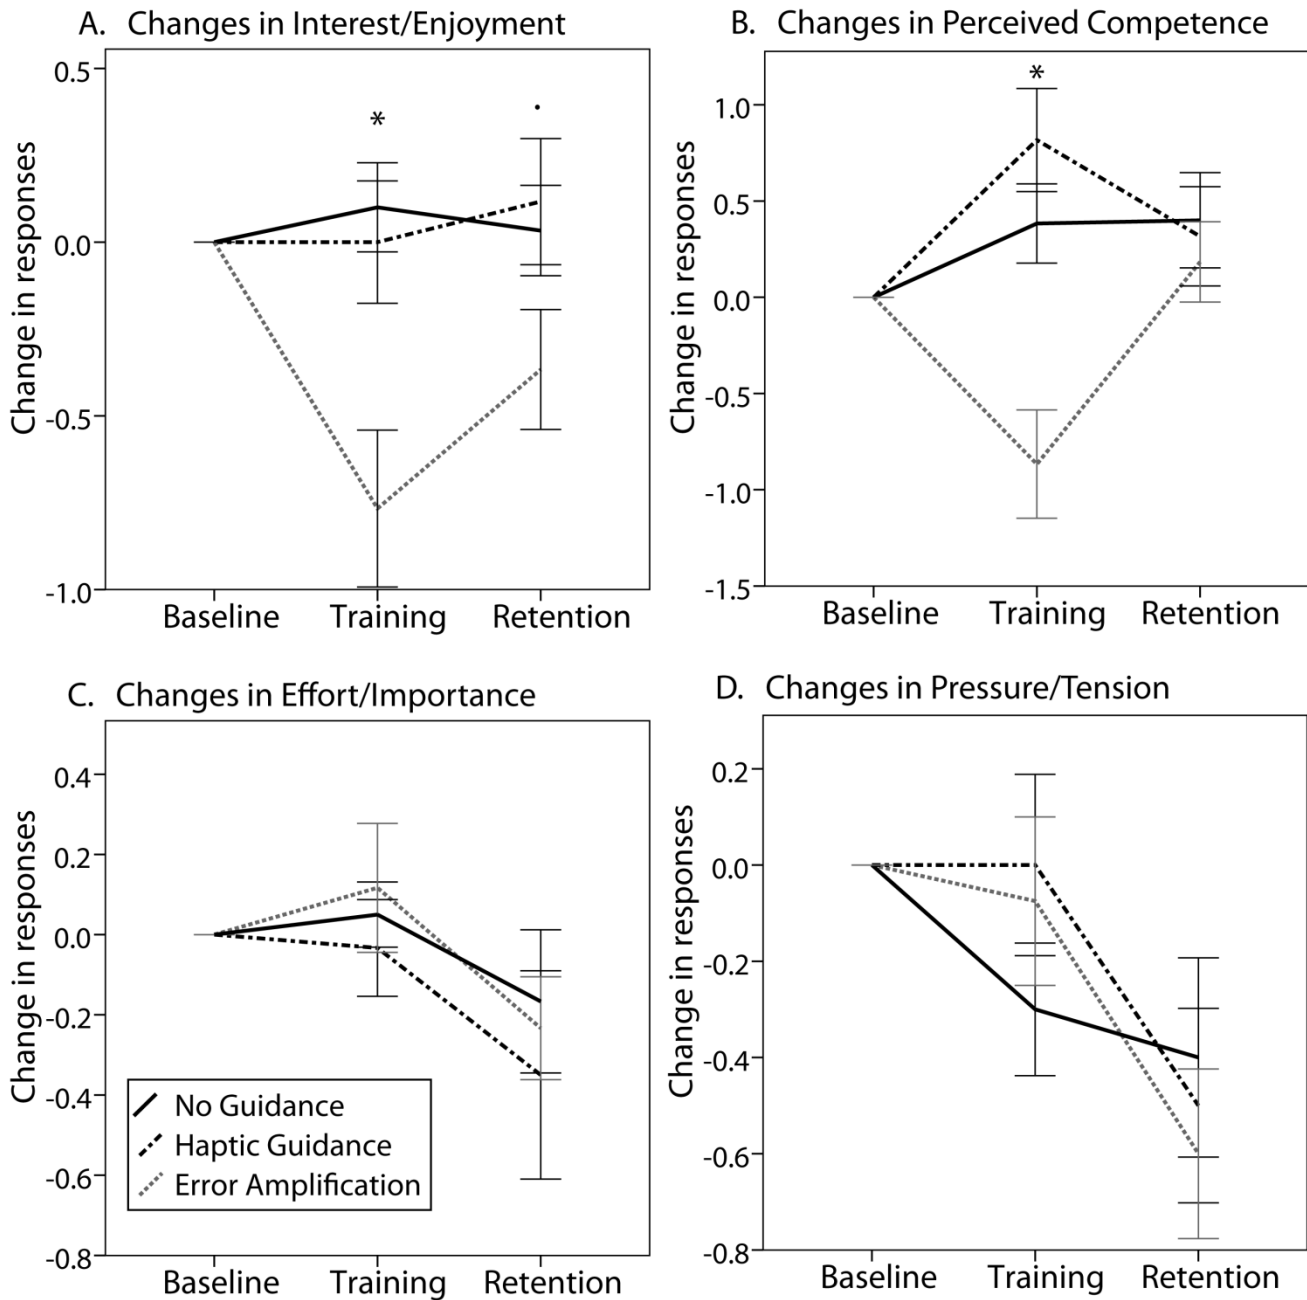 A. Changes in Interest/Enjoyment
*
.
0.5
0.0
-0.5
-1.0
Change in responses
Baseline Training Retention
B. Changes in Perceived Competence
*
1.0
0.5
0.0
-0.5
-1.0
-1.5
Change in responses
Baseline Training Retention
C. Changes in Effort/Importance
0.4
0.2
0.0
-0.2
-0.4
-0.6
-0.8
Change in responses
No Guidance
Haptic Guidance
Error Amplification
Baseline Training Retention
D. Changes in Pressure/Tension
0.2
0.0
-0.2
-0.4
-0.6
-0.8
Change in responses
Baseline Training Retention